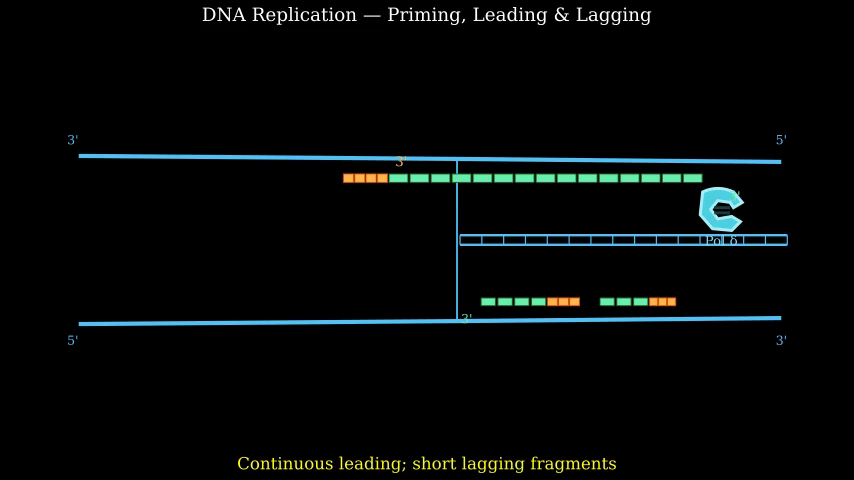 DNA Replication — Priming, Leading & Lagging
3'
5'
3'
Pol δ
3'
5'
3'
Continuous leading; short lagging fragments